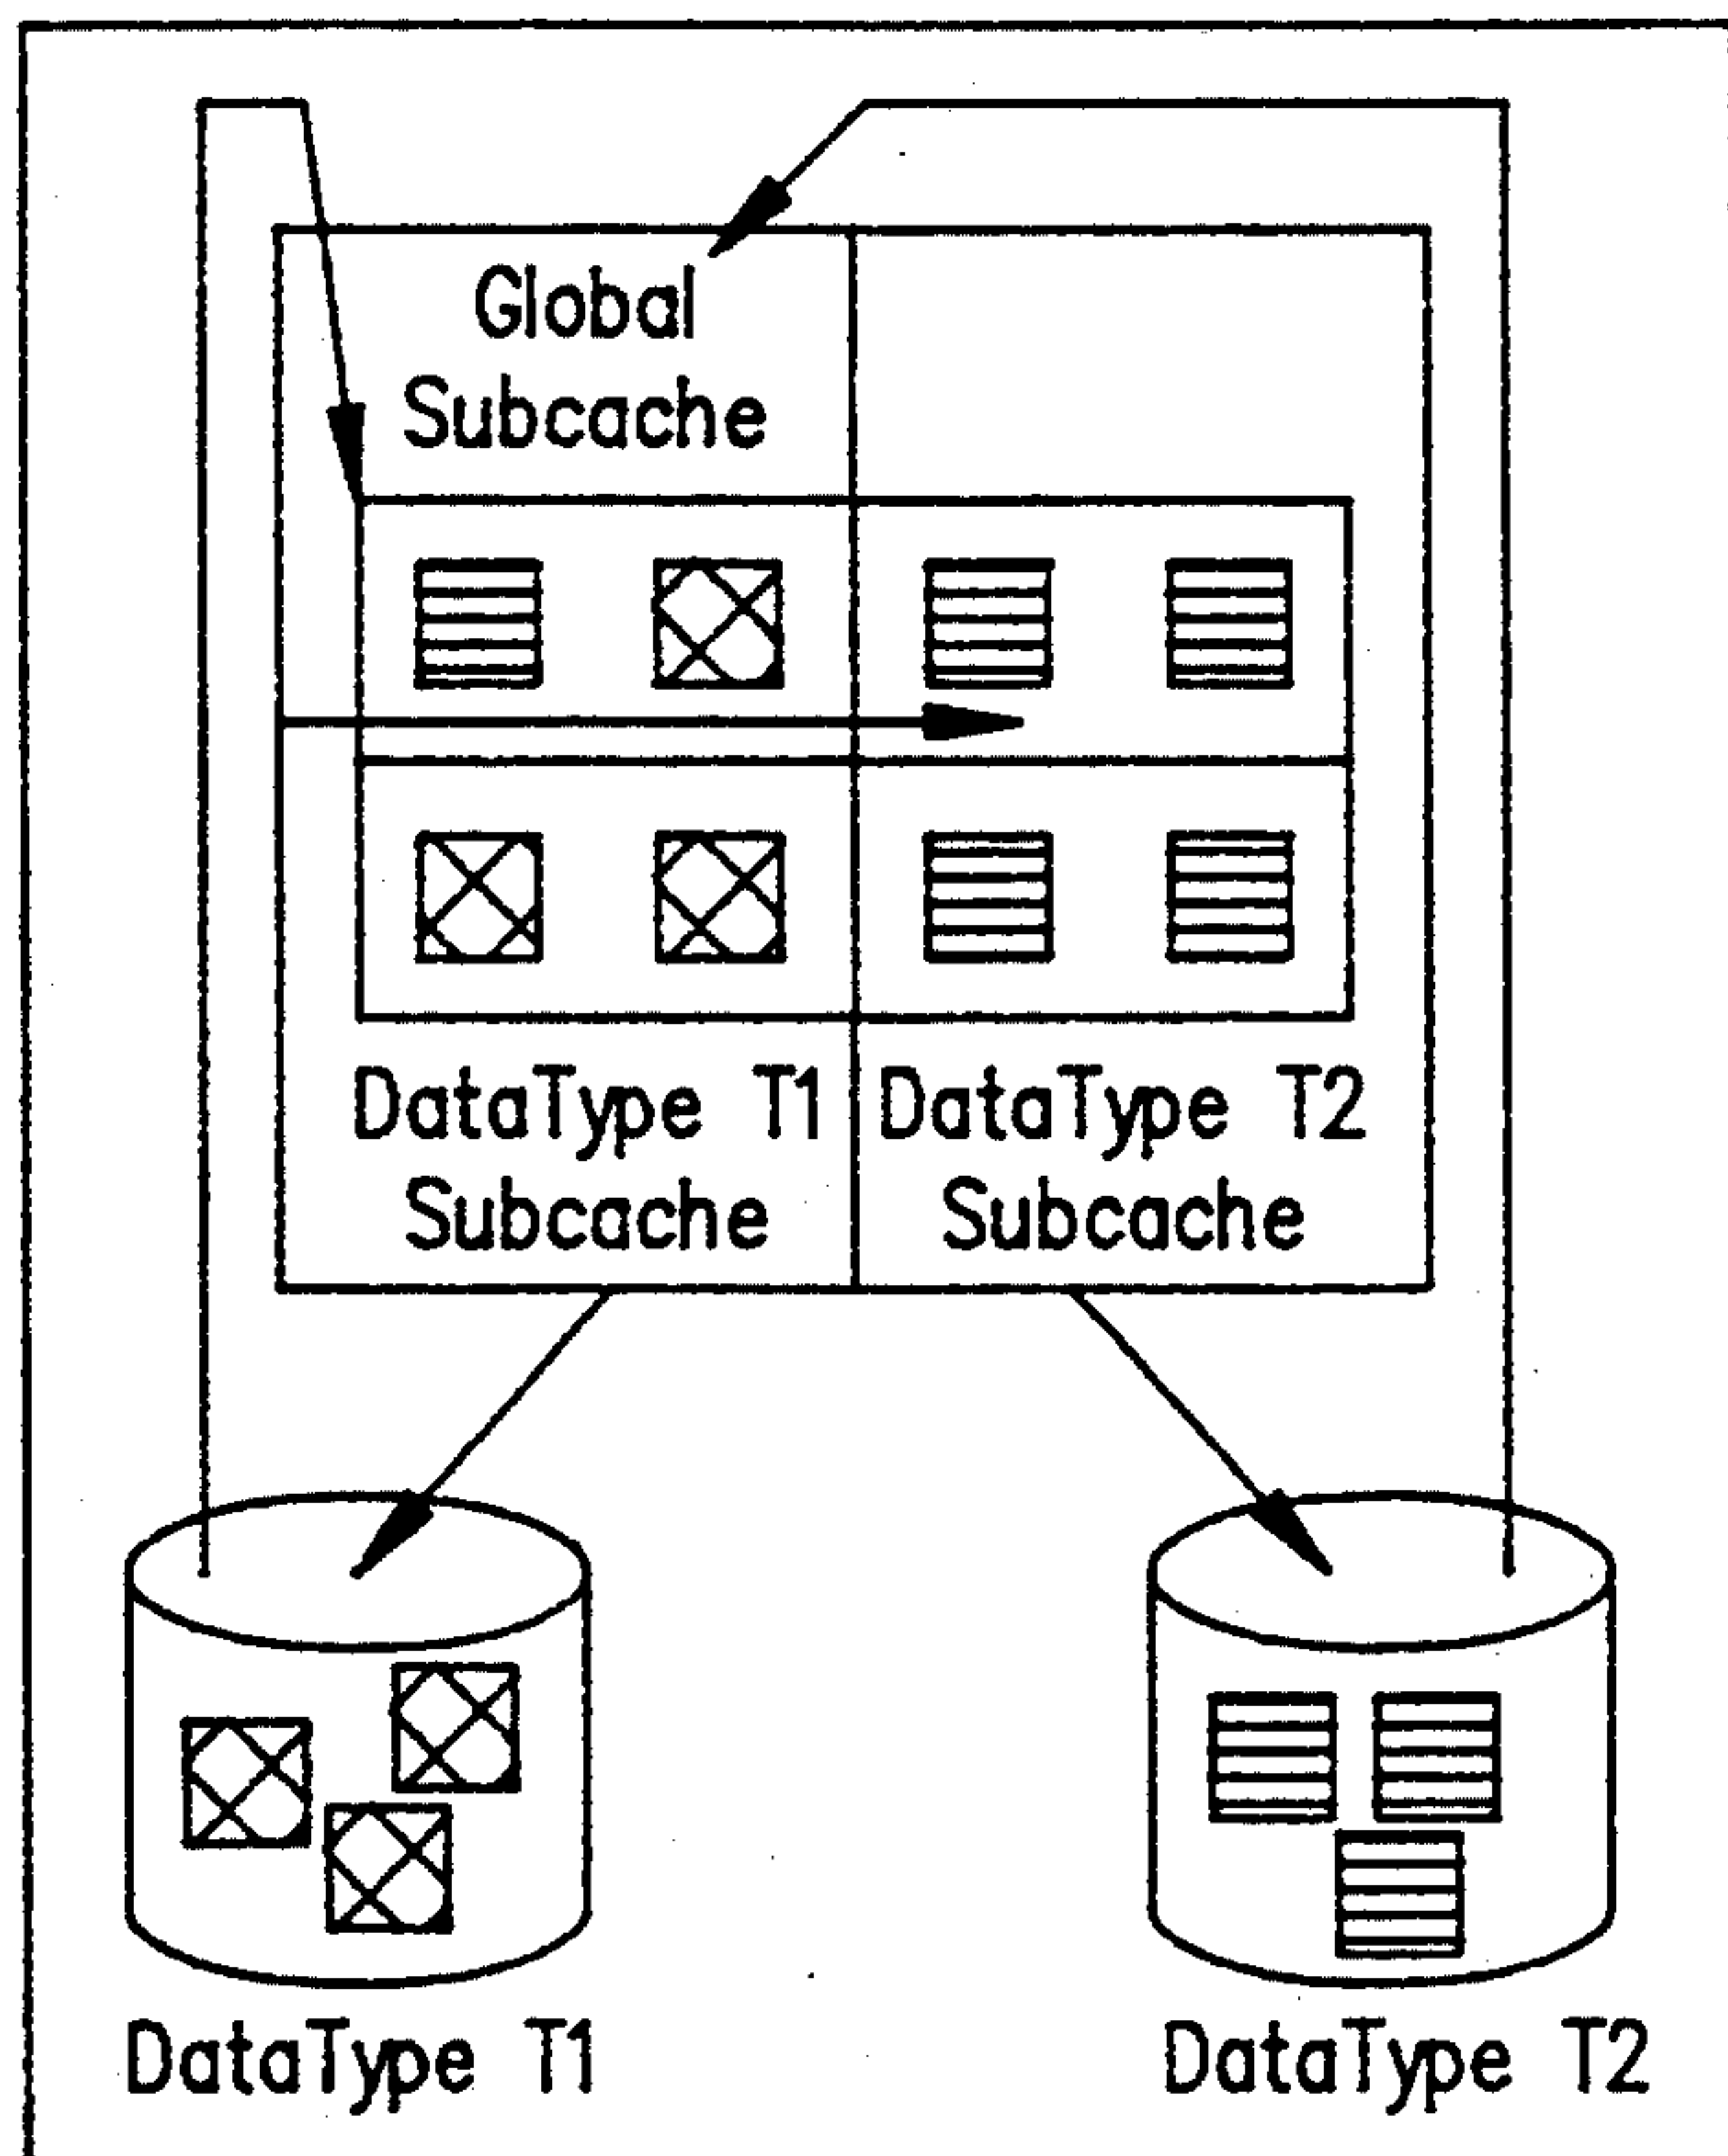 Global
Subcache
DataType T1
Subcache
DataType T2
Subcache
DataType T1
DataType T2